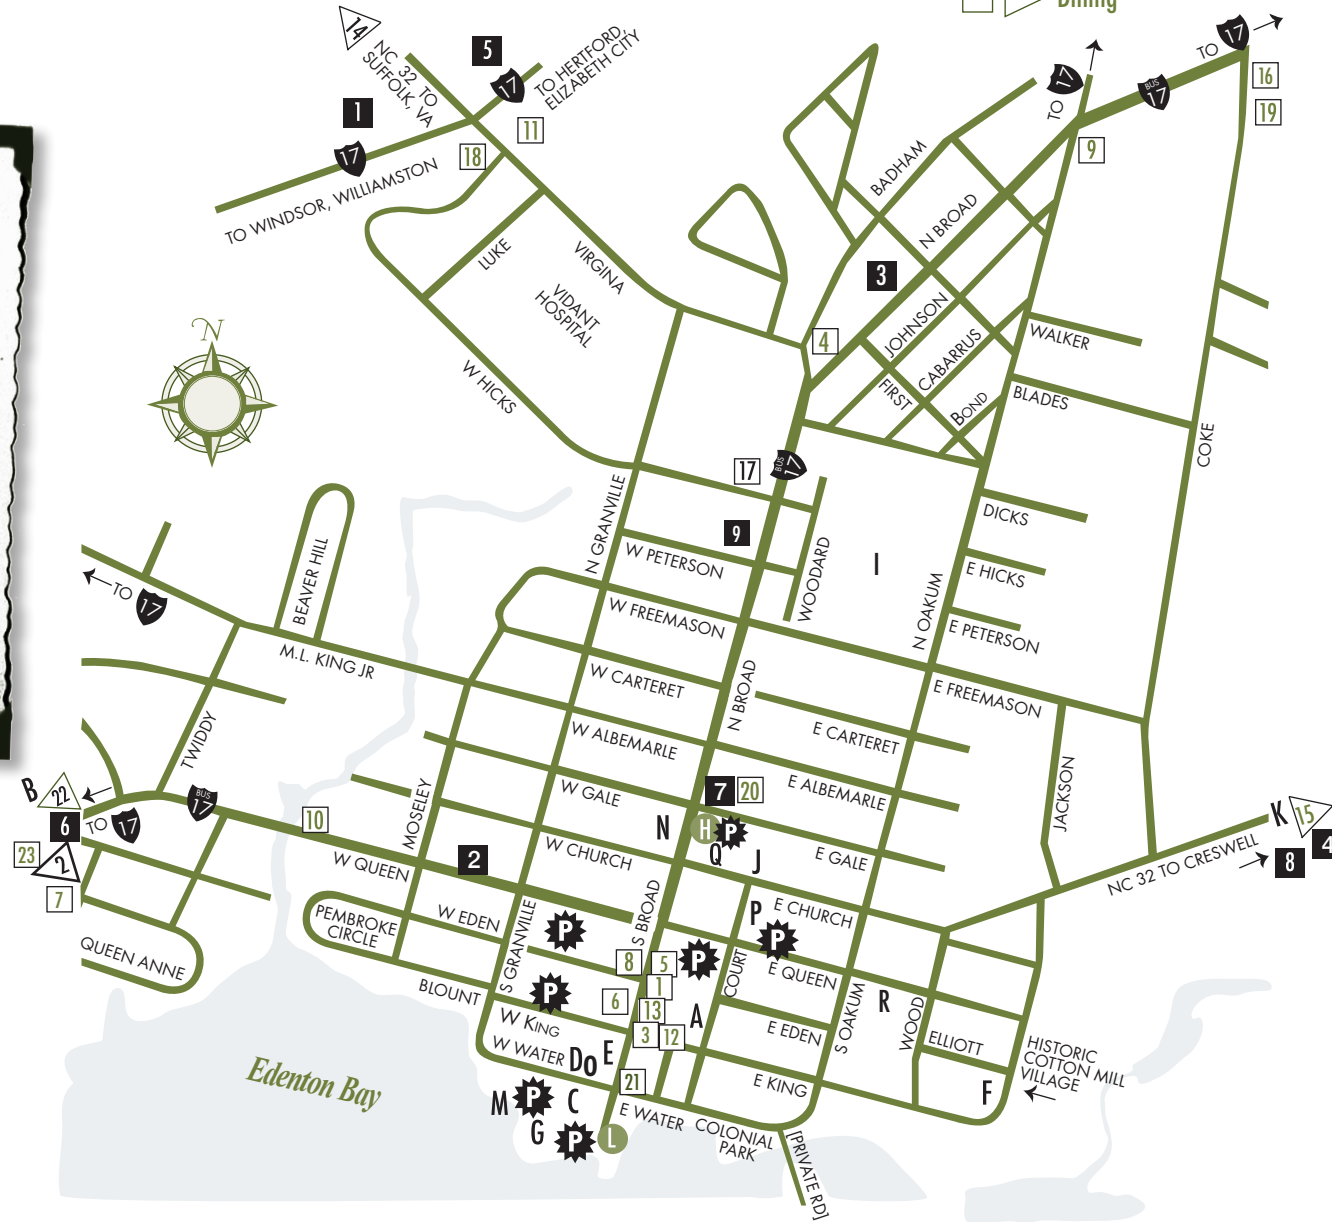 Dining
14
NC 32 TO
SUFFOLK, VA
5
17
TO HERTFORD,
ELIZABETH CITY
1
17
18
11
TO WINDSOR, WILLIAMSTON
TO
17
TO
17
BUS
17
16
19
9
BADHAM
N BROAD
3
LUKE
VIRGINA
VIDANT
HOSPITAL
4
JOHNSON
CABARRUS
FIRST
BOND
WALKER
BLADES
COKE
N
W HICKS
17
BUS
17
N GRANVILLE
9
W PETERSON
WOODARD
I
DICKS
E HICKS
E PETERSON
N OAKUM
TO
17
BEAVER HILL
W FREEMASON
M.L. KING JR
W CARTERET
N BROAD
E FREEMASON
E CARTERET
TWIDDY
W ALBEMARLE
E ALBEMARLE
JACKSON
B
22
6
TO
17
BUS
17
10
MOSELEY
W GALE
7
20
N
H
P
Q
J
E GALE
K
15
4
8
NC 32 TO CRESWELL
23
2
7
2
W QUEEN
W CHURCH
S BROAD
P
E CHURCH
P
PEMBROKE
CIRCLE
W EDEN
S GRANVILLE
P
QUEEN ANNE
8
5
P
COURT
E QUEEN
BLOUNT
P
6
1
13
A
S OAKUM
R
WOOD
W KING
3
12
E EDEN
ELLIOTT
HISTORIC
COTTON MILL
VILLAGE
W WATER
Do
E
Edenton Bay
21
E KING
F
M
P
C
G
P
L
E WATER
COLONIAL
PARK
[PRIVATE RD]